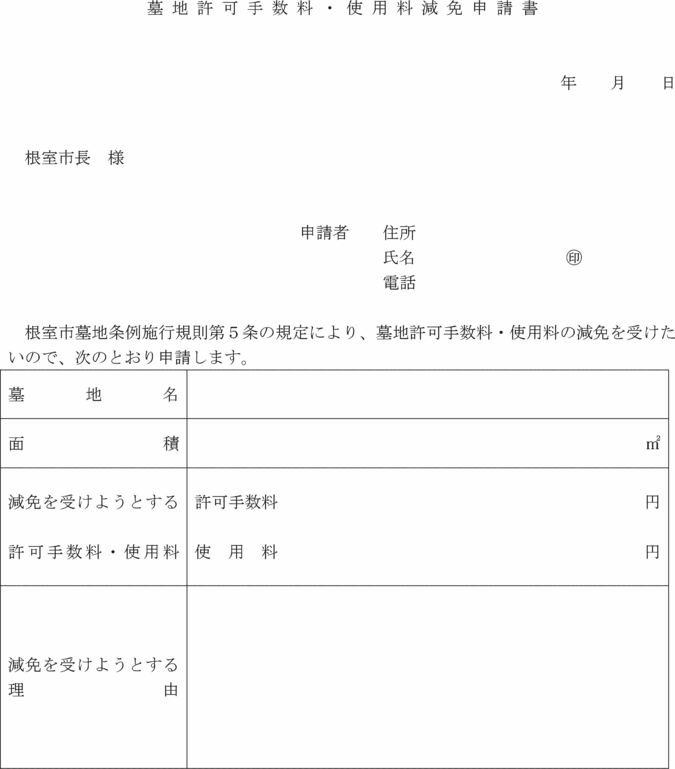 墓地許可手数料・使用料減免申請書
年　　月　　日
根室市長　様
申請者　　住所
氏名　　　　　　　　　㊞
電話
根室市墓地条例施行規則第５条の規定により、墓地許可手数料・使用料の減免を受けた
いので、次のとおり申請します。
墓地名
面積　　㎡
減免を受けようとする　許可手数料　　円
許可手数料・使用料　使　用　料　　円
減免を受けようとする
理由